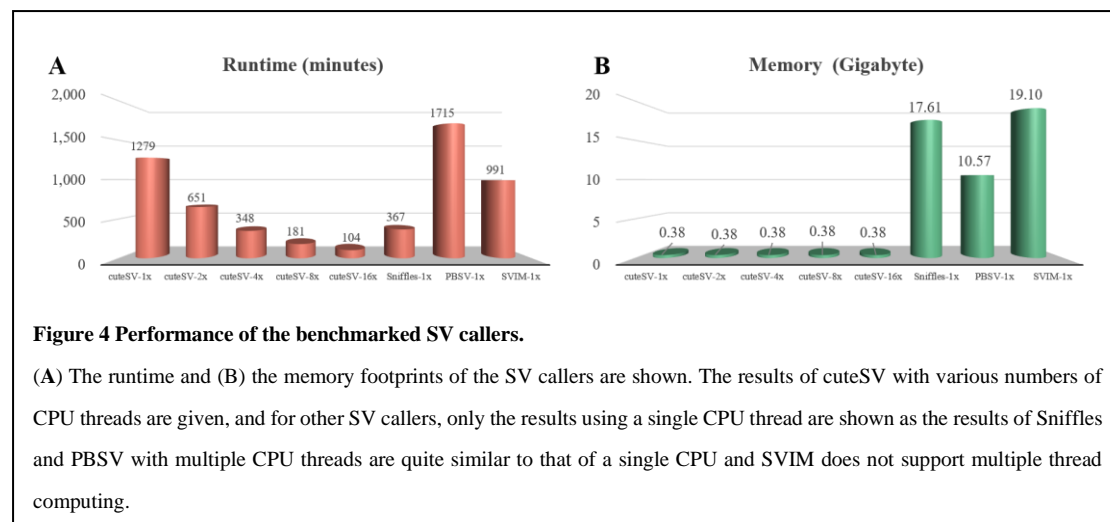 A
Runtime (minutes)
2,000
1,500
1,000
500
0
1279
651
348
181
104
367
1715
991
cuteSV-1x
cuteSV-2x
cuteSV-4x
cuteSV-8x
cuteSV-16x
Sniffles-1x
PBSV-1x
SVIM-1x
B
Memory (Gigabyte)
20
15
10
5
0
0.38
0.38
0.38
0.38
0.38
17.61
10.57
19.10
cuteSV-1x
cuteSV-2x
cuteSV-4x
cuteSV-8x
cuteSV-16x
Sniffles-1x
PBSV-1x
SVIM-1x
Figure 4 Performance of the benchmarked SV callers.
(A) The runtime and (B) the memory footprints of the SV callers are shown. The results of cuteSV with various numbers of
CPU threads are given, and for other SV callers, only the results using a single CPU thread are shown as the results of Sniffles
and PBSV with multiple CPU threads are quite similar to that of a single CPU and SVIM does not support multiple thread
computing.